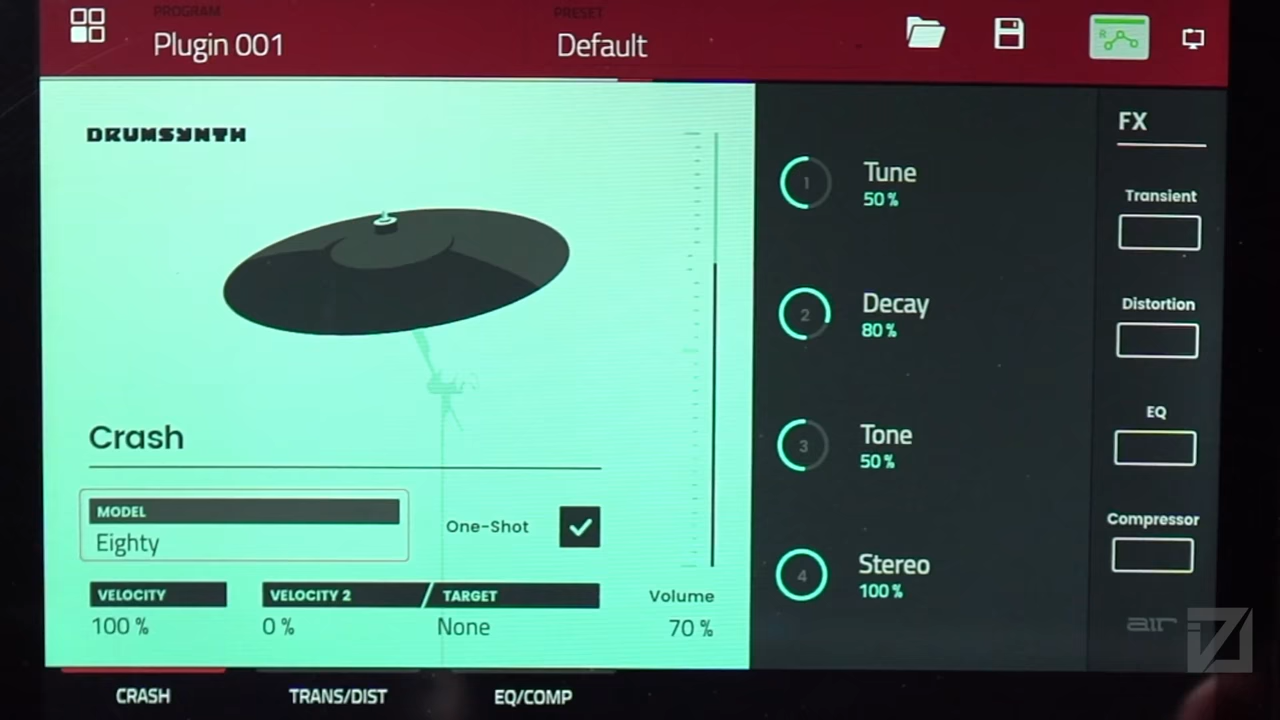 PROGRAM
Plugin 001
PRESET
Default
R
DRUMSYNTH
Crash
MODEL
Eighty
One-Shot
VELOCITY
100 %
VELOCITY 2
0 %
TARGET
None
Volume
70 %
1
Tune
50 %
2
Decay
80 %
3
Tone
50 %
4
Stereo
100 %
FX
Transient
Distortion
EQ
Compressor
air
CRASH
TRANS/DIST
EQ/COMP